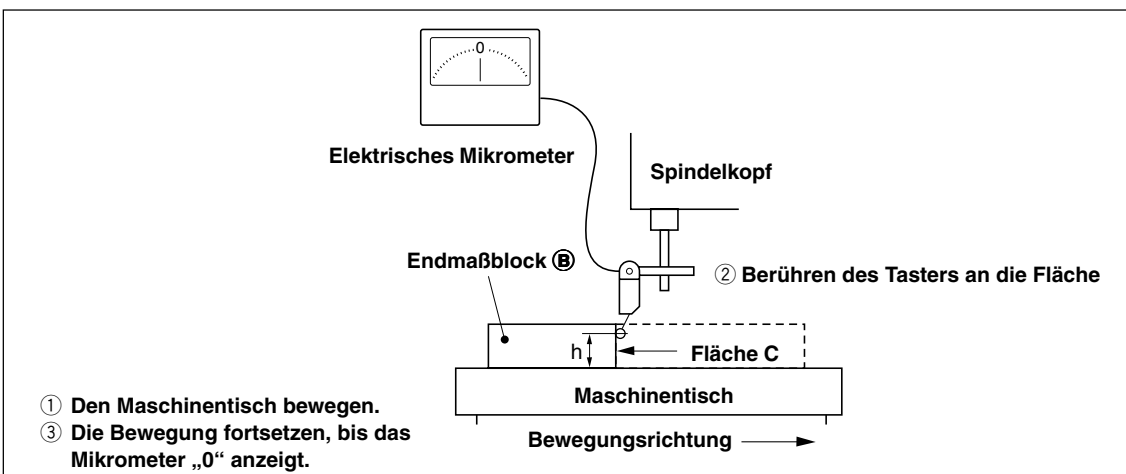 0
Elektrisches Mikrometer
Spindelkopf
Endmaßblock Ⓑ
② Berühren des Tasters an die Fläche
h
Fläche C
Maschinentisch
① Den Maschinentisch bewegen.
③ Die Bewegung fortsetzen, bis das
Mikrometer „0“ anzeigt.
Bewegungsrichtung